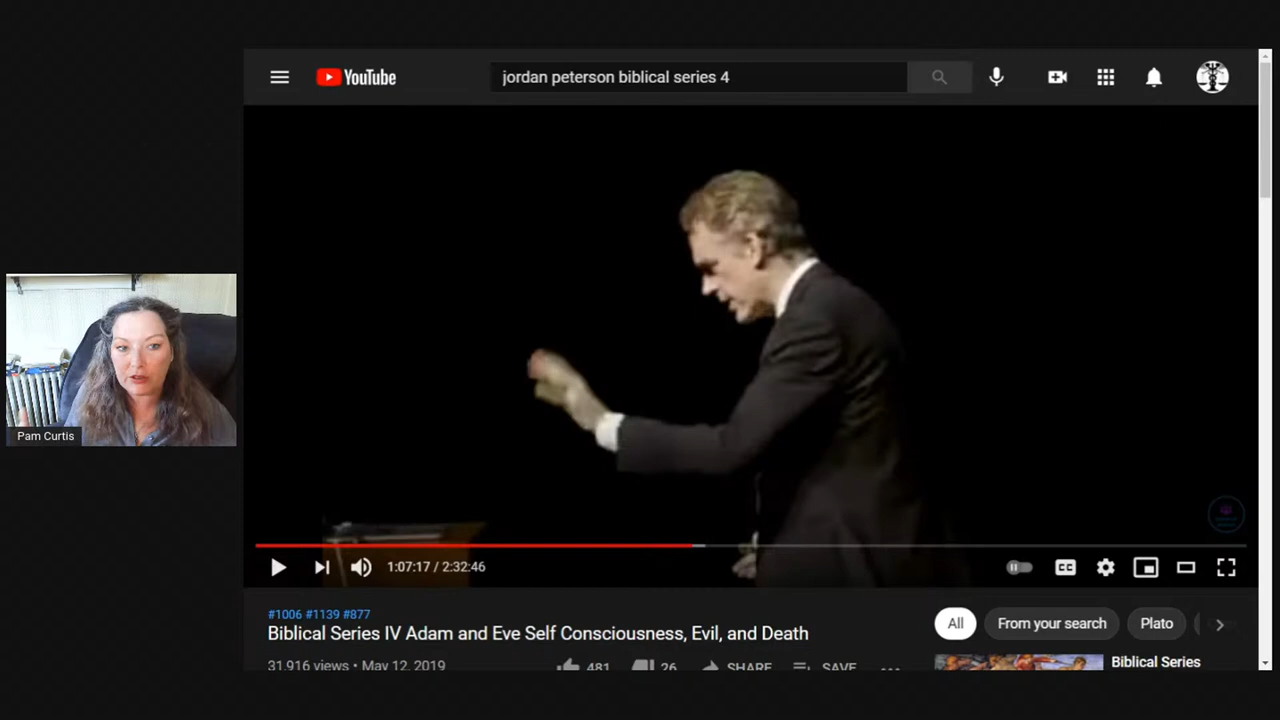 YouTube
jordan peterson biblical series 4
Pam Curtis
1:07:17 / 2:32:46
CC
#1006 #1139 #877
Biblical Series IV Adam and Eve Self Consciousness, Evil, and Death
31,916 views • May 12, 2019
481
26
SHARE
SAVE
All
From your search
Plato
Biblical Series